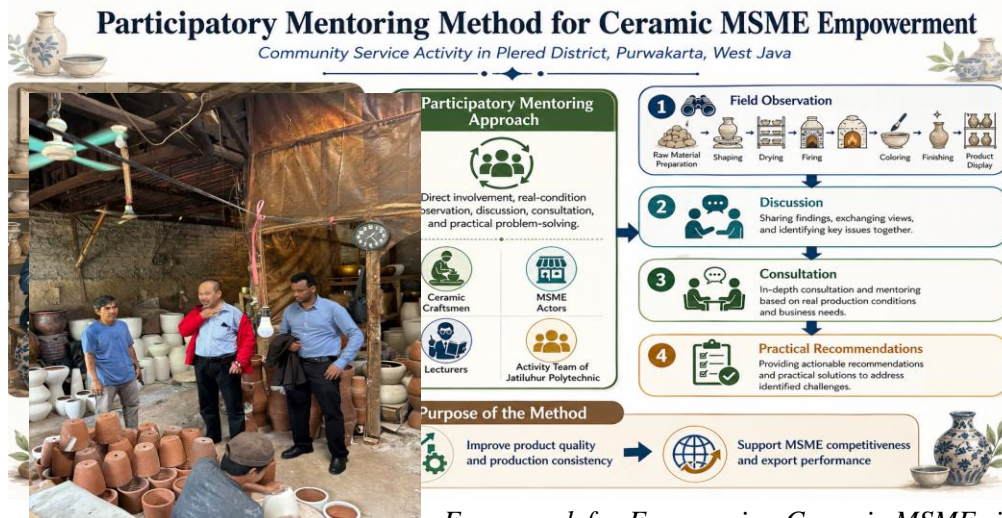 Participatory Mentoring Method for Ceramic MSME Empowerment
Community Service Activity in Plered District, Purwakarta, West Java
Participatory Mentoring
Approach
Direct involvement, real-condition
observation, discussion, consultation,
and practical problem-solving.
Ceramic
Craftsmen
MSME
Actors
Lecturers
Activity Team of
Jatiluhur Polytechnic
1 Field Observation
Raw Material
Preparation
Shaping
Drying
Firing
Coloring
Finishing
Product
Display
2 Discussion
Sharing findings, exchanging views,
and identifying key issues together.
3 Consultation
In-depth consultation and mentoring
based on real production conditions
and business needs.
4 Practical Recommendations
Providing actionable recommendations
and practical solutions to address
identified challenges.
Purpose of the Method
Improve product quality
and production consistency
Support MSME competitiveness
and export performance
for Empowering Ceramic MSME